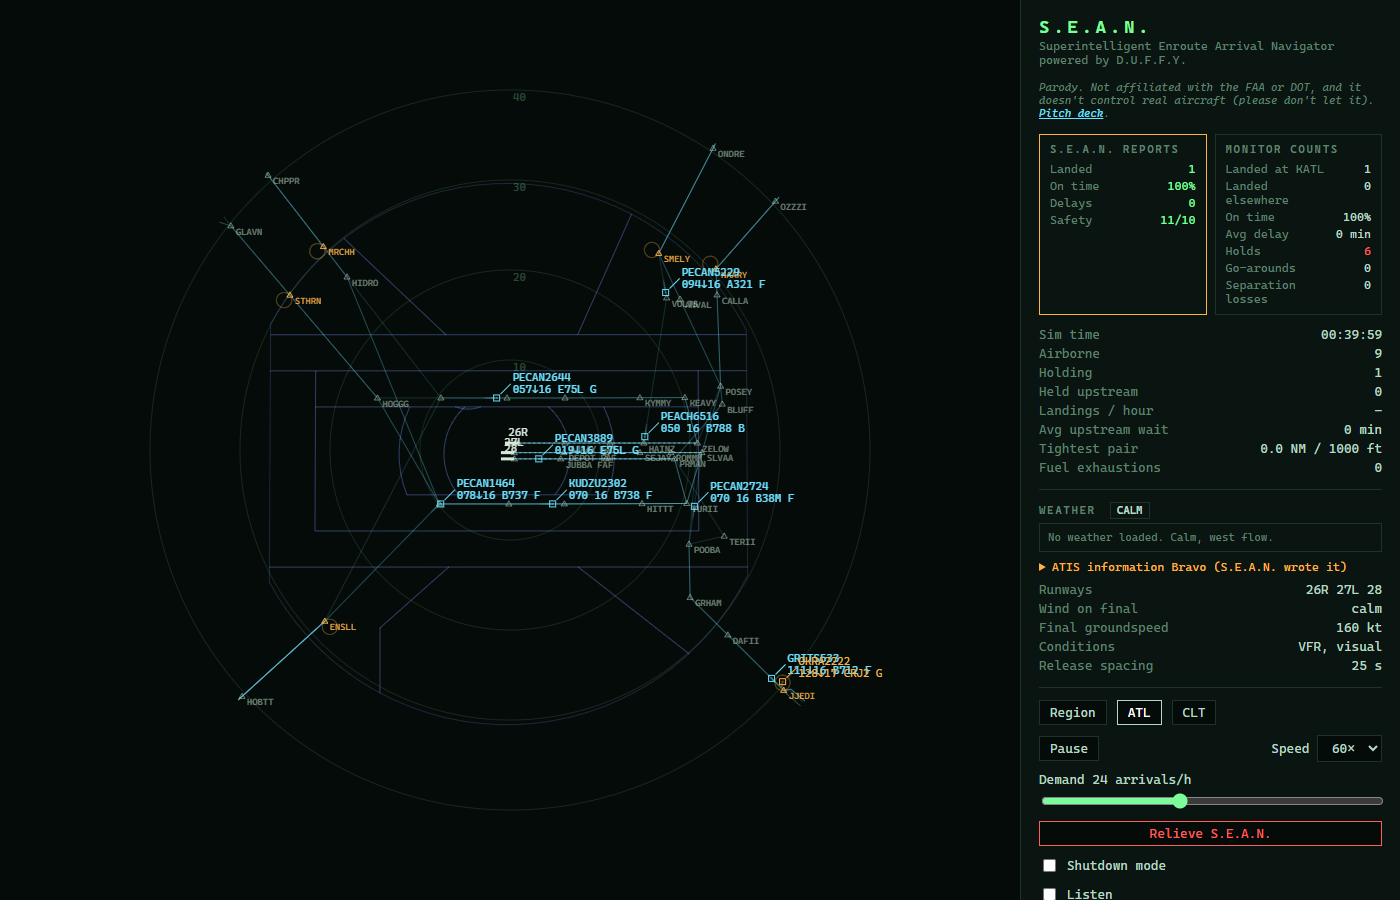 S.E.A.N.
Superintelligent Enroute Arrival Navigator
powered by D.U.F.F.Y.
Parody. Not affiliated with the FAA or DOT, and it
doesn't control real aircraft (please don't let it).
Pitch deck.
S.E.A.N. REPORTS
Landed 1
On time 100%
Delays 0
Safety 11/10
MONITOR COUNTS
Landed at KATL 1
Landed
elsewhere 0
On time 100%
Avg delay 0 min
Holds 6
Go-arounds 0
Separation
losses 0
Sim time 00:39:59
Airborne 9
Holding 1
Held upstream 0
Landings / hour —
Avg upstream wait 0 min
Tightest pair 0.0 NM / 1000 ft
Fuel exhaustions 0
WEATHER CALM
No weather loaded. Calm, west flow.
▶ ATIS information Bravo (S.E.A.N. wrote it)
Runways 26R 27L 28
Wind on final calm
Final groundspeed 160 kt
Conditions VFR, visual
Release spacing 25 s
Region ATL CLT
Pause Speed 60×
Demand 24 arrivals/h
Relieve S.E.A.N.
Shutdown mode
Listen
40
30
20
10
ONDRE
CHPPR
OZZZI
GLAVN
MRCHH
SMELY
HIDRO
STHRN
CALLA
PECAN5229
094↓16 A321 F
PECAN2644
057↓16 E75L G
HOGGG
POSEY
BLUFF
KYMMY
KEAVY
PEACH6516
050 16 B788 B
26R
27L
28
PECAN3889
019↓16 E75L G
HAINZ
ZELOW
SLVAA
PRMAN
DEPOT FAF
JUBBA FAF
PECAN1464
078↓16 B737 F
KUDZU2302
070 16 B738 F
PECAN2724
070 16 B38M F
HITTT
POOBA
TERII
GRHAM
DAFII
ENSLL
HOBTT
JJEDI